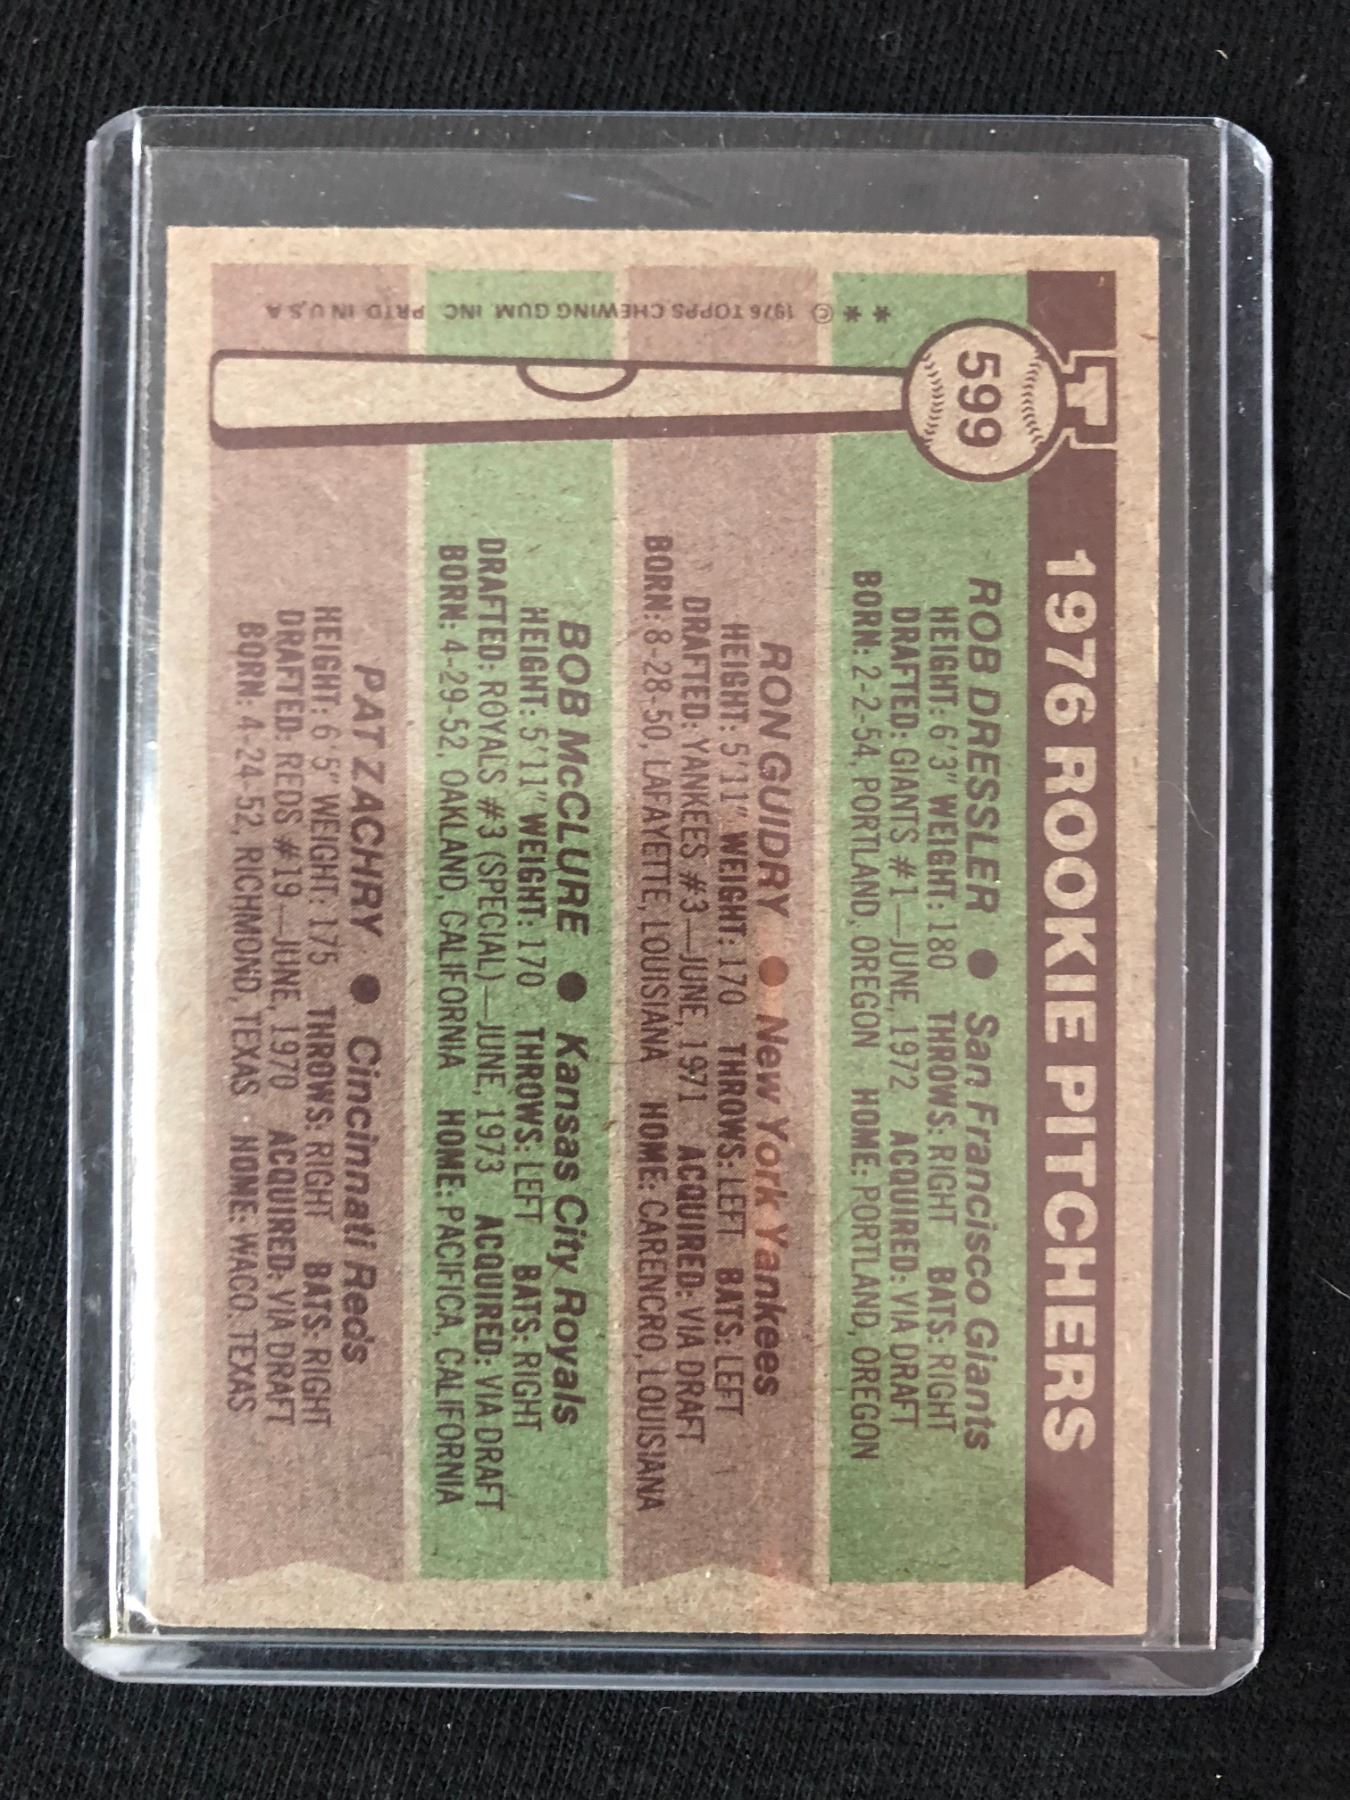 1976 ROOKIE PITCHERS
T
599
ROB DRESSLER ● San Francisco Giants
HEIGHT: 6'3" WEIGHT: 180 THROWS: RIGHT BATS: RIGHT
DRAFTED: GIANTS #1—JUNE, 1972 ACQUIRED: VIA DRAFT
BORN: 2-2-54, PORTLAND, OREGON HOME: PORTLAND, OREGON
RON GUIDRY ● New York Yankees
HEIGHT: 5'11" WEIGHT: 170 THROWS: LEFT BATS: LEFT
DRAFTED: YANKEES #3—JUNE, 1971 ACQUIRED: VIA DRAFT
BORN: 8-28-50, LAFAYETTE, LOUISIANA HOME: CARENCRO, LOUISIANA
BOB McCLURE ● Kansas City Royals
HEIGHT: 5'11" WEIGHT: 170 THROWS: LEFT BATS: RIGHT
DRAFTED: ROYALS #3 (SPECIAL)—JUNE, 1973 ACQUIRED: VIA DRAFT
BORN: 4-29-52, OAKLAND, CALIFORNIA HOME: PACIFICA, CALIFORNIA
PAT ZACHRY ● Cincinnati Reds
HEIGHT: 6'5" WEIGHT: 175 THROWS: RIGHT BATS: RIGHT
DRAFTED: REDS #19—JUNE, 1970 ACQUIRED: VIA DRAFT
BORN: 4-24-52, RICHMOND, TEXAS HOME: WACO, TEXAS
** © 1976 TOPPS CHEWING GUM, INC. PRTD. IN U.S.A.